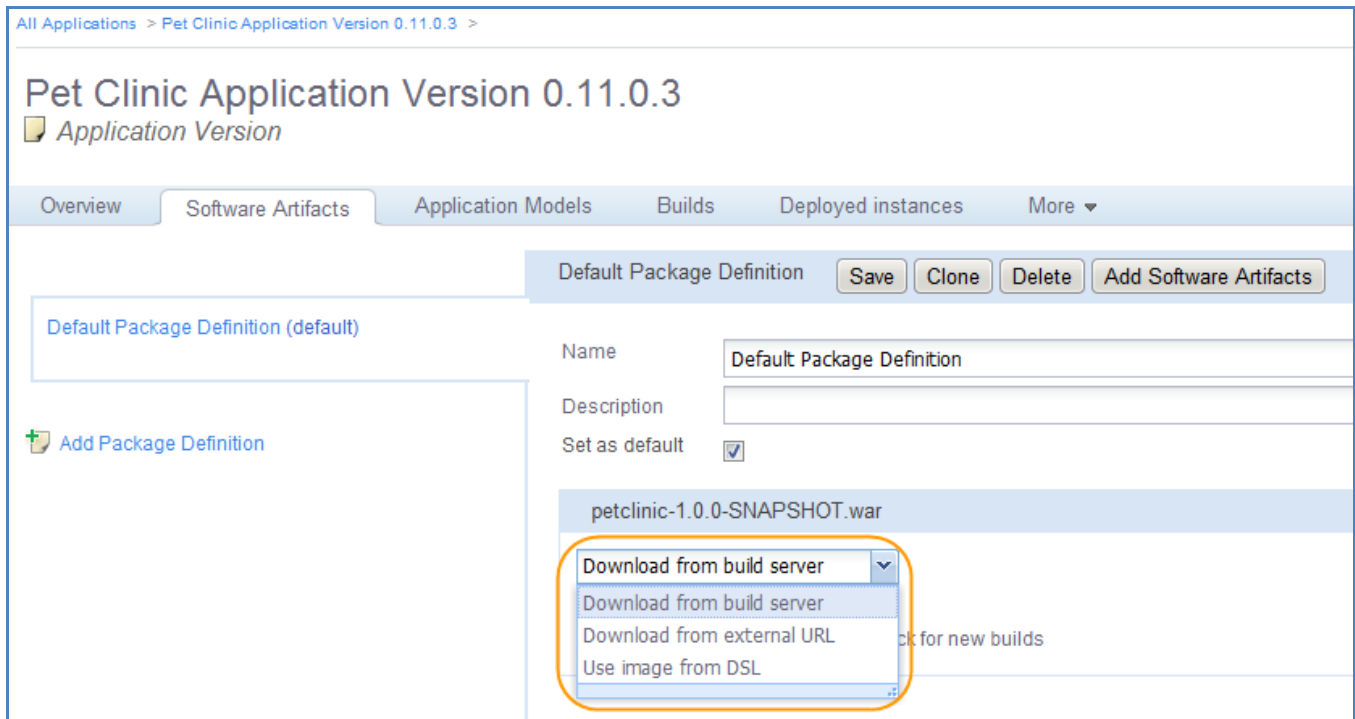 All Applications > Pet Clinic Application Version 0.11.0.3 >
Pet Clinic Application Version 0.11.0.3
Application Version
Overview Software Artifacts Application Models Builds Deployed instances More
Default Package Definition Save Clone Delete Add Software Artifacts
Default Package Definition (default)
Name Default Package Definition
Description
Add Package Definition
Set as default
petclinic-1.0.0-SNAPSHOT.war
Download from build server
Download from build server
Download from external URL
for new builds
Use image from DSL